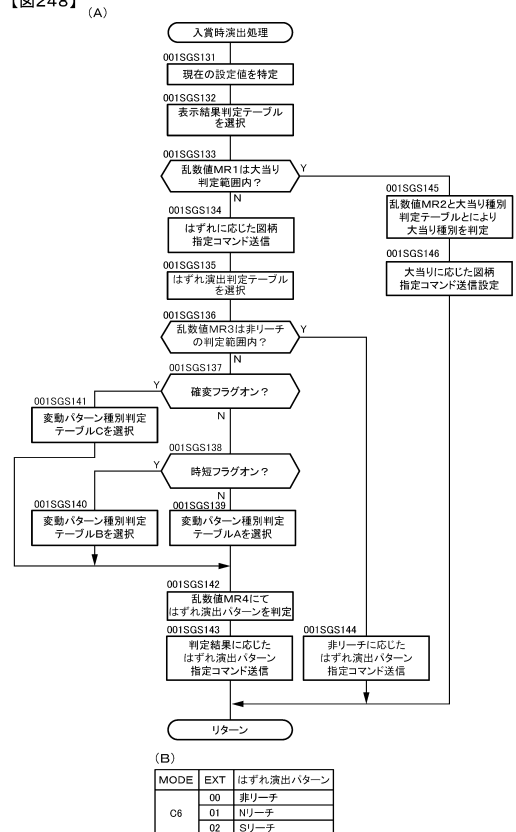 【図248】
(A)
入賞時演出処理
001SGS131
現在の設定値を特定
001SGS132
表示結果判定テーブル
を選択
001SGS133
乱数値MR1は大当り
判定範囲内？
Y
N
001SGS145
乱数値MR2と大当り種別
判定テーブルとにより
大当り種別を判定
001SGS134
はずれに応じた図柄
指定コマンド送信
001SGS146
大当りに応じた図柄
指定コマンド送信設定
001SGS135
はずれ演出判定テーブル
を選択
001SGS136
乱数値MR3は非リーチ
の判定範囲内？
Y
N
001SGS137
確変フラグオン？
Y
N
001SGS141
変動パターン種別判定
テーブルCを選択
001SGS138
時短フラグオン？
Y
N
001SGS140
変動パターン種別判定
テーブルBを選択
001SGS139
変動パターン種別判定
テーブルAを選択
001SGS142
乱数値MR4にて
はずれ演出パターンを判定
001SGS143
判定結果に応じた
はずれ演出パターン
指定コマンド送信
001SGS144
非リーチに応じた
はずれ演出パターン
指定コマンド送信
リターン
(B)
MODE EXT はずれ演出パターン
C6 00 非リーチ
01 Nリーチ
02 Sリーチ